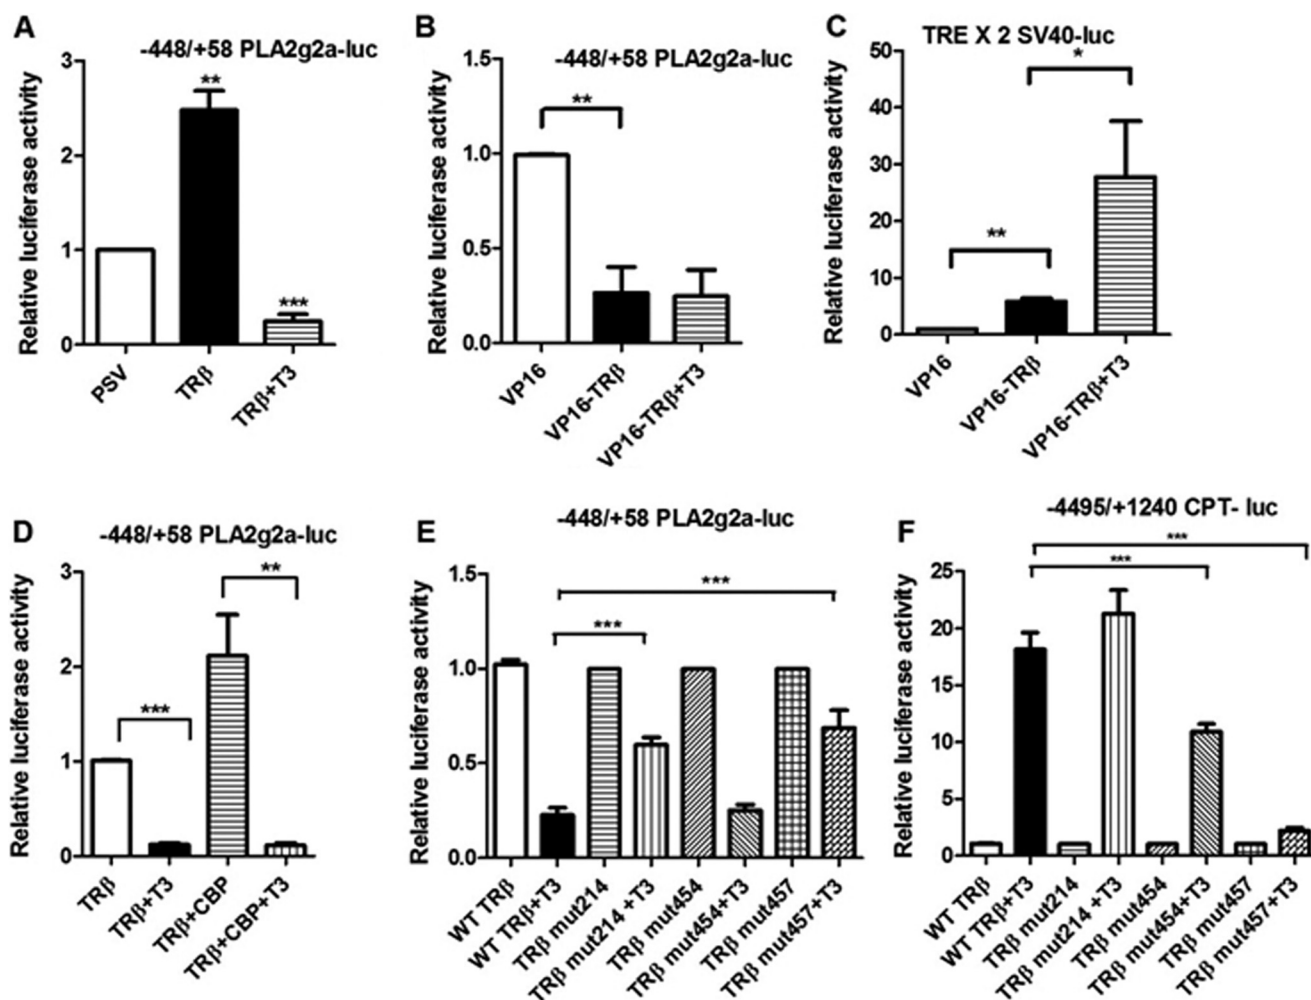 A
-448/+58 PLA2g2a-luc
Relative luciferase activity
3
2
1
0
**
***
PSV
TRβ
TRβ+T3
B
-448/+58 PLA2g2a-luc
Relative luciferase activity
1.5
1.0
0.5
0.0
**
VP16
VP16-TRβ
VP16-TRβ+T3
C
TRE X 2 SV40-luc
Relative luciferase activity
50
40
30
20
10
0
*
**
VP16
VP16-TRβ
VP16-TRβ+T3
D
-448/+58 PLA2g2a-luc
Relative luciferase activity
3
2
1
0
**
***
TRβ
TRβ+T3
TRβ+CBP
TRβ+CBP+T3
E
-448/+58 PLA2g2a-luc
Relative luciferase activity
1.5
1.0
0.5
0.0
***
***
WT TRβ
WT TRβ+T3
TRβ mut214
TRβ mut214 +T3
TRβ mut454
TRβ mut454+T3
TRβ mut457
TRβ mut457+T3
F
-4495/+1240 CPT- luc
Relative luciferase activity
25
20
15
10
5
0
***
***
WT TRβ
WT TRβ+T3
TRβ mut214
TRβ mut214 +T3
TRβ mut454
TRβ mut454+T3
TRβ mut457
TRβ mut457+T3